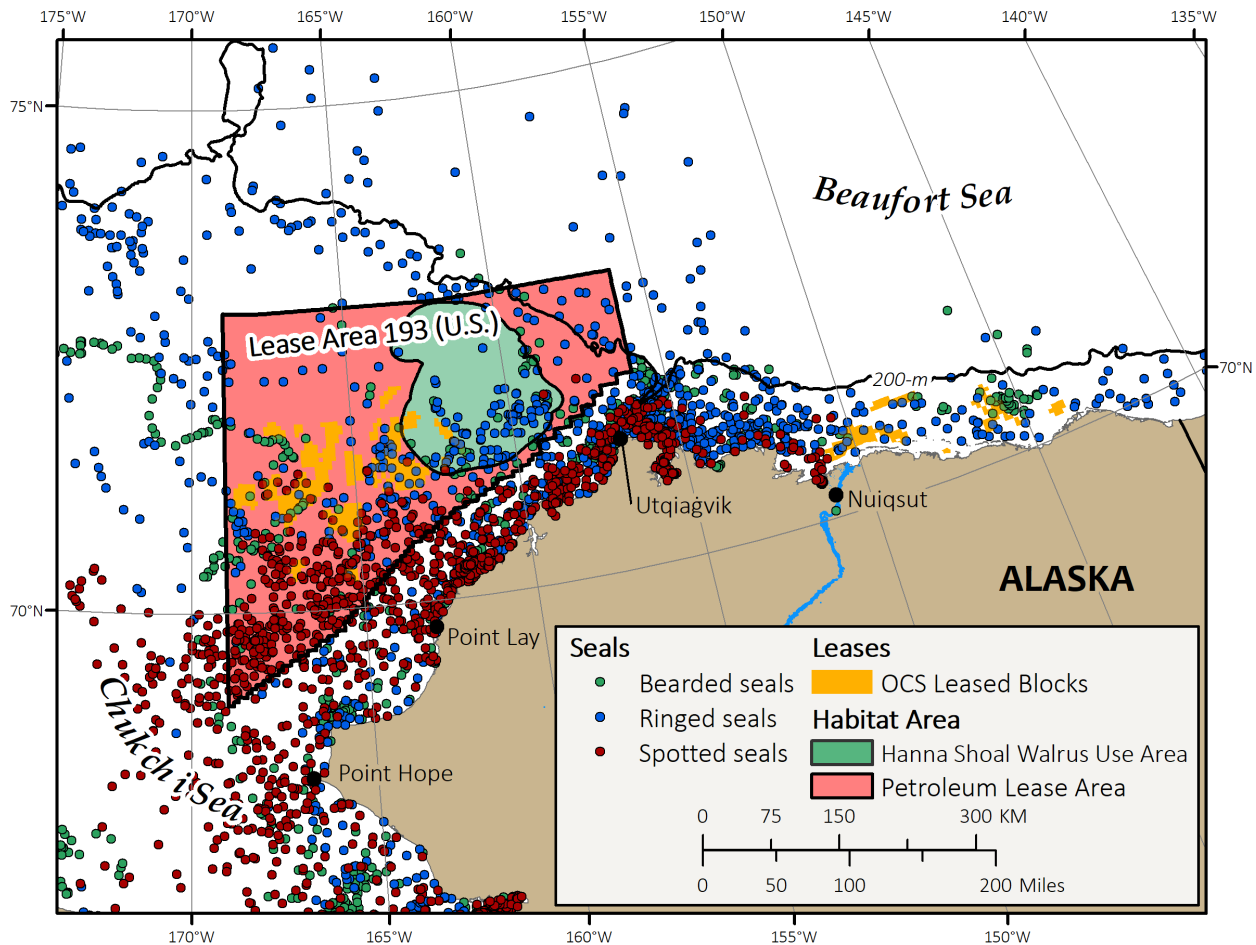 175°W 170°W 165°W 160°W 155°W 150°W 145°W 140°W 135°W
75°N
Beaufort Sea
Lease Area 193 (U.S.)
200-m
70°N
Utqiaġvik
Nuiqsut
ALASKA
70°N
Point Lay
Chukchi Sea
Point Hope
Seals
Bearded seals
Ringed seals
Spotted seals
Leases
OCS Leased Blocks
Habitat Area
Hanna Shoal Walrus Use Area
Petroleum Lease Area
0 75 150 300 KM
0 50 100 200 Miles
170°W 165°W 160°W 155°W 150°W